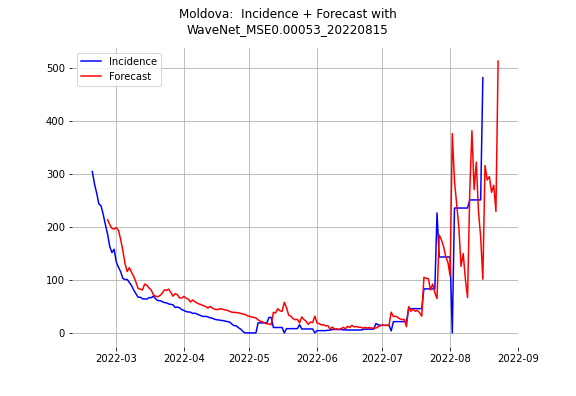 Moldova:  Incidence + Forecast with
WaveNet_MSE0.00053_20220815
Incidence
Forecast
500
400
300
200
100
0
2022-03 2022-04 2022-05 2022-06 2022-07 2022-08 2022-09